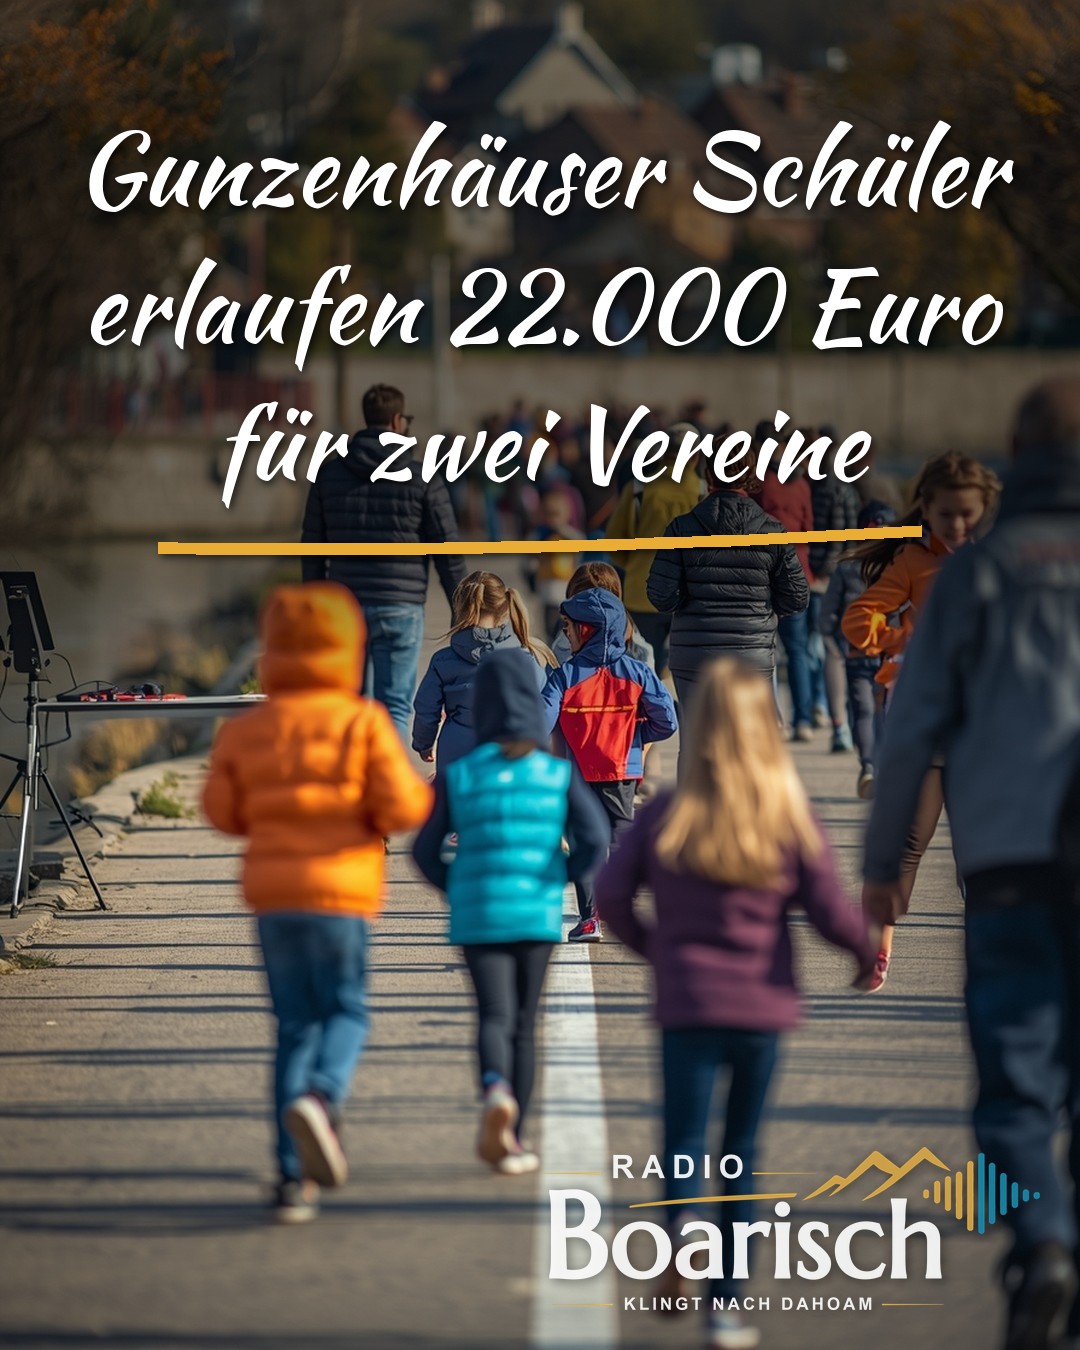 Gunzenhäuser Schüler
erlaufen 22.000 Euro
für zwei Vereine
RADIO
Boarisch
KLINGT NACH DAHOAM